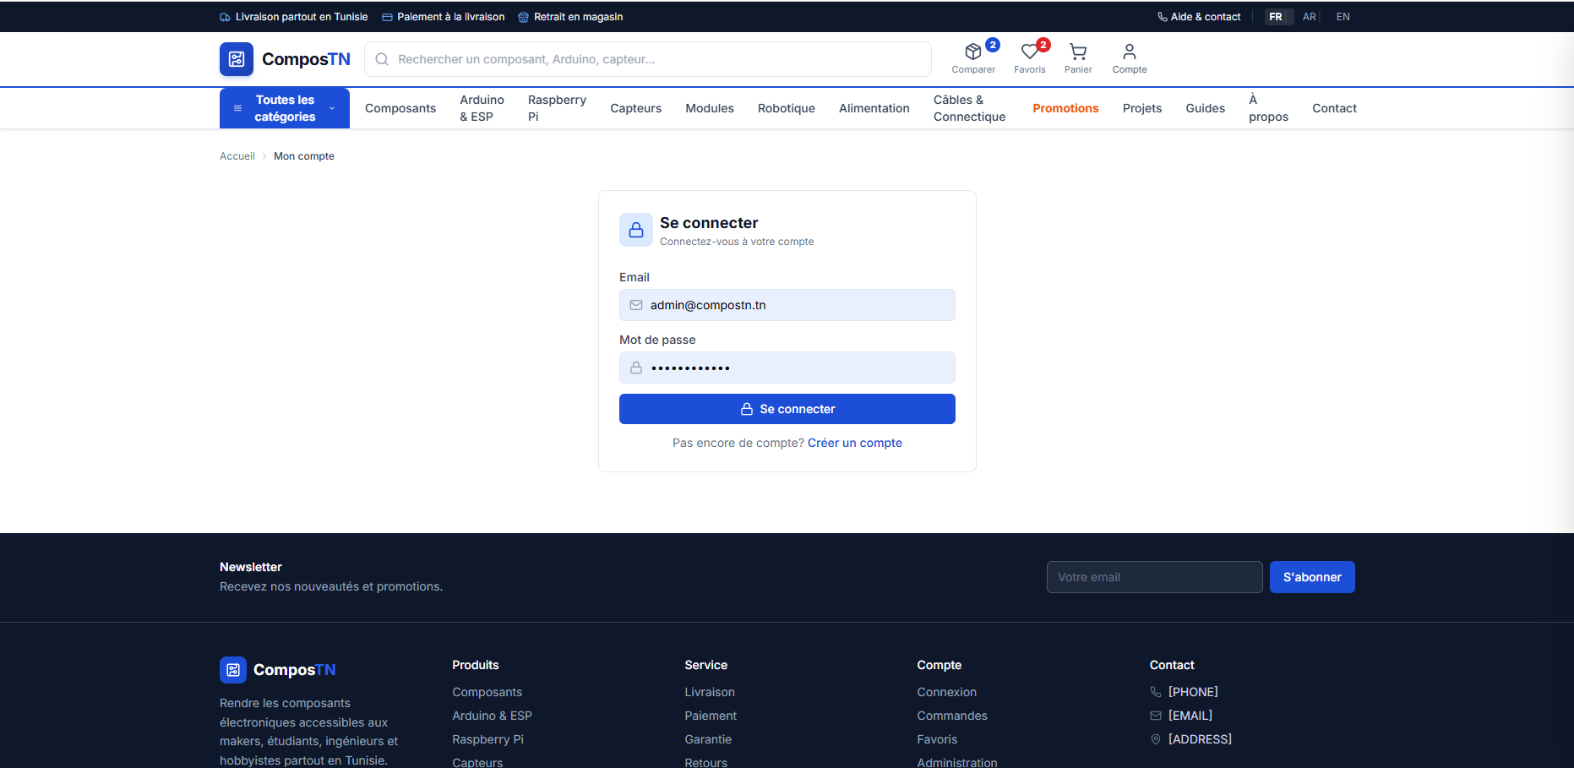 Livraison partout en Tunisie Paiement à la livraison Retrait en magasin Aide & contact FR AR EN
ComposTN Rechercher un composant, Arduino, capteur... 2 Comparer 2 Favoris Panier Compte
Toutes les catégories Composants Arduino & ESP Raspberry Pi Capteurs Modules Robotique Alimentation Câbles & Connectique Promotions Projets Guides À propos Contact
Accueil Mon compte
Se connecter
Connectez-vous à votre compte
Email
admin@compostn.tn
Mot de passe
••••••••••••
Se connecter
Pas encore de compte? Créer un compte
Newsletter
Recevez nos nouveautés et promotions.
Votre email S'abonner
ComposTN
Rendre les composants
électroniques accessibles aux
makers, étudiants, ingénieurs et
hobbyistes partout en Tunisie.
Produits
Composants
Arduino & ESP
Raspberry Pi
Capteurs
Service
Livraison
Paiement
Garantie
Retours
Compte
Connexion
Commandes
Favoris
Administration
Contact
[PHONE]
[EMAIL]
[ADDRESS]